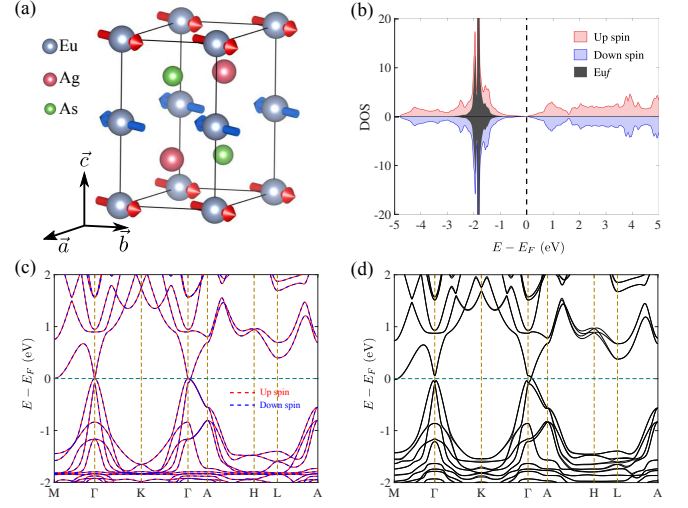 (a)
Eu
Ag
As
c⃗
a⃗
b⃗
(b)
20
10
0
-10
-20
DOS
Up spin
Down spin
Euf
-5 -4 -3 -2 -1 0 1 2 3 4 5
E − E_F (eV)
(c)
2
1
0
-1
-2
E − E_F (eV)
Up spin
Down spin
M Γ K Γ A H L A
(d)
2
1
0
-1
-2
E − E_F (eV)
M Γ K Γ A H L A